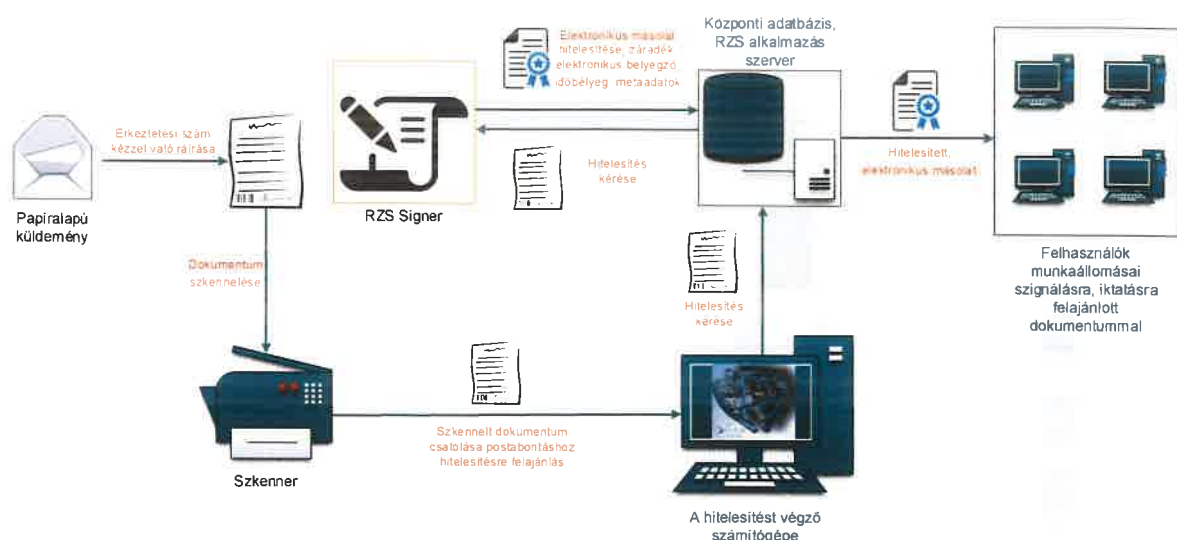 Elektronikus másolat
hitelesítése, záradék
elektronikus bélyegző
időbélyeg, metaadatok
Központi adatbázis,
RZS alkalmazás
szerver
Érkeztetési szám
kézzel való ráírása
Hitelesítés
kérése
Hitelesített,
elektronikus másolat
Papíralapú
küldemény
RZS Signer
Felhasználók
munkaállomásai
szignálásra, iktatásra
felajánlott
dokumentummal
Dokumentum
szkennelése
Hitelesítés
kérése
Szkennelt dokumentum
csatolása postabontáshoz
hitelesítésre felajánlás
Szkenner
A hitelesítést végző
számítógépe